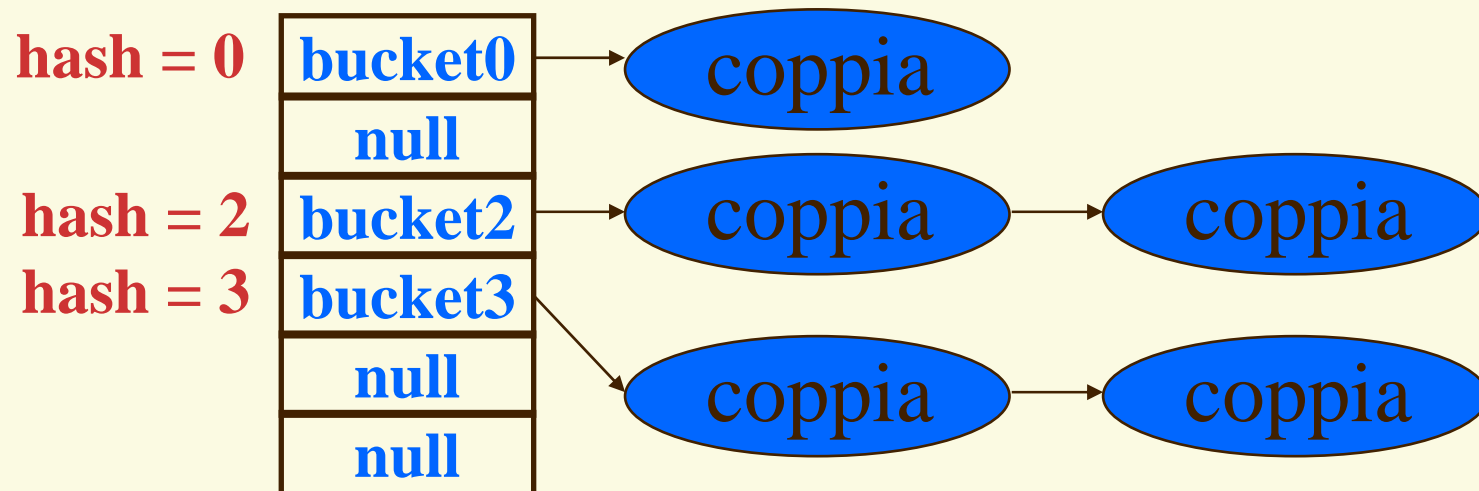 hash = 0 bucket0 coppia
null
hash = 2 bucket2 coppia coppia
hash = 3 bucket3
null coppia coppia
null